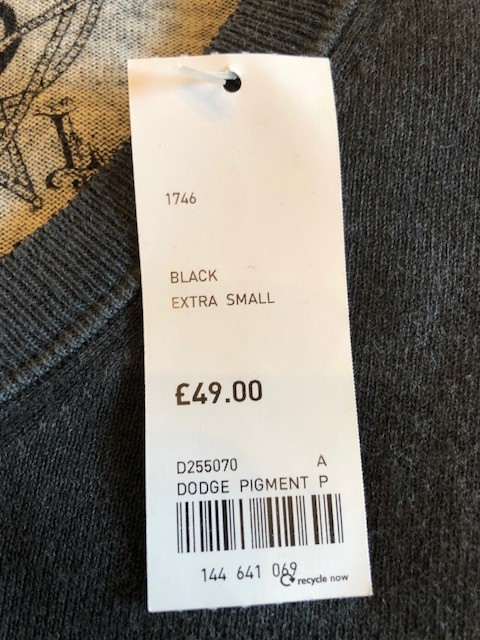 1746
BLACK
EXTRA SMALL
£49.00
D255070 A
DODGE PIGMENT P
144 641 069
recycle now